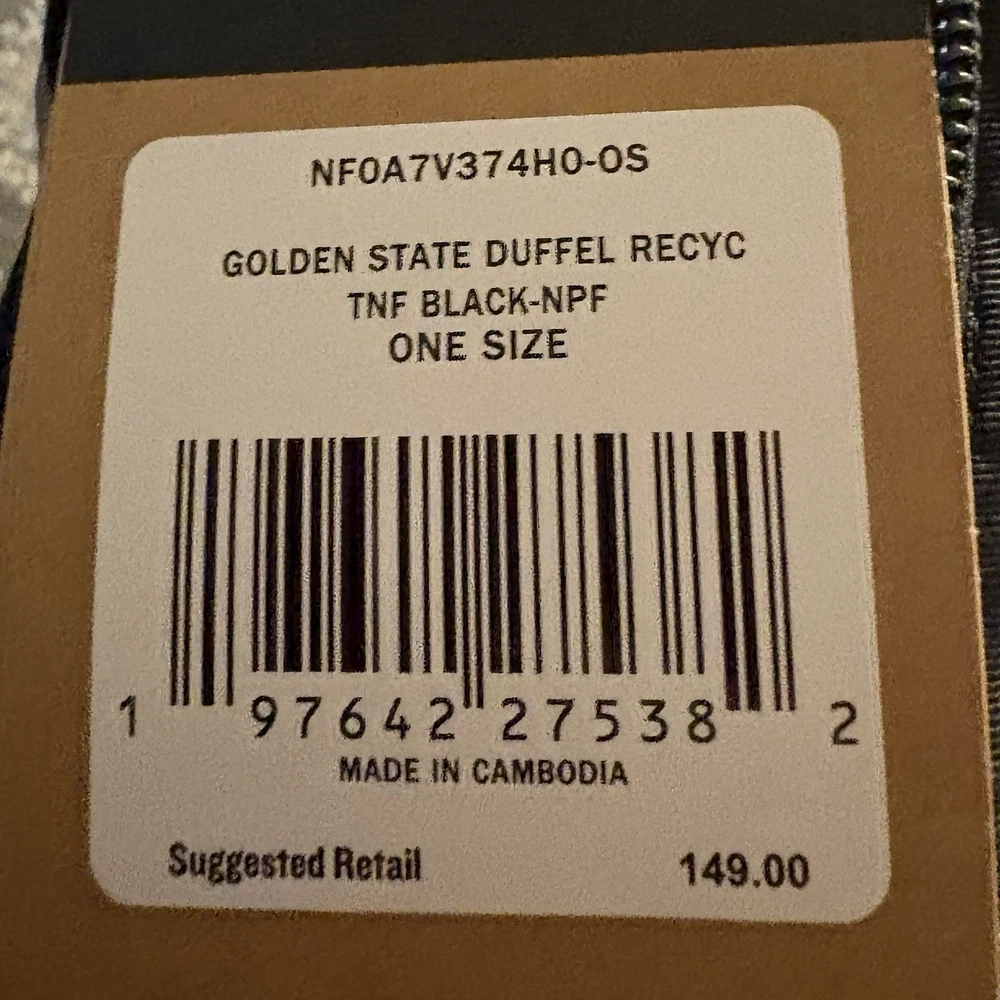 NF0A7V374H0-OS
GOLDEN STATE DUFFEL RECYC
TNF BLACK-NPF
ONE SIZE
1 97642 27538 2
MADE IN CAMBODIA
Suggested Retail 149.00